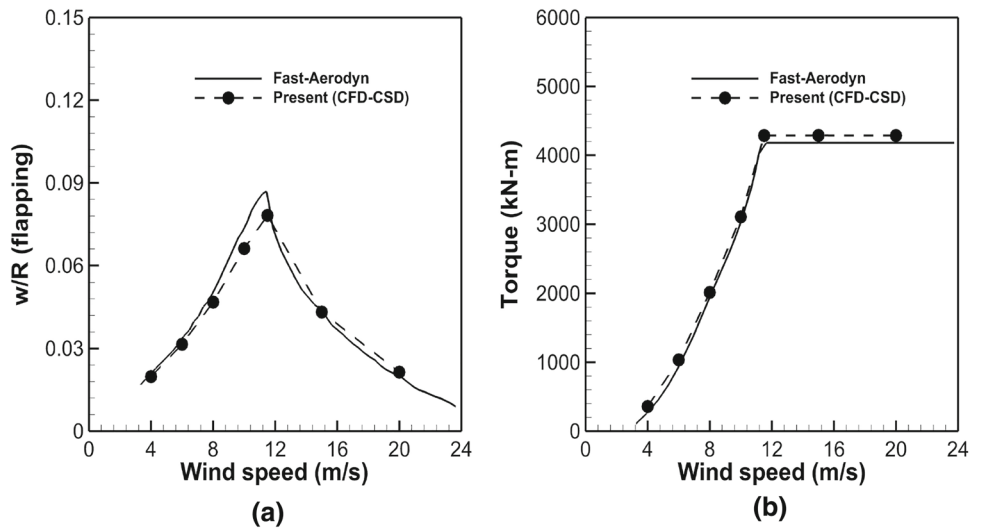 0.15
0.12
0.09
0.06
0.03
0
w/R (flapping)
Fast-Aerodyn
Present (CFD-CSD)
0 4 8 12 16 20 24
Wind speed (m/s)
(a)
6000
5000
4000
3000
2000
1000
0
Torque (kN-m)
Fast-Aerodyn
Present (CFD-CSD)
0 4 8 12 16 20 24
Wind speed (m/s)
(b)